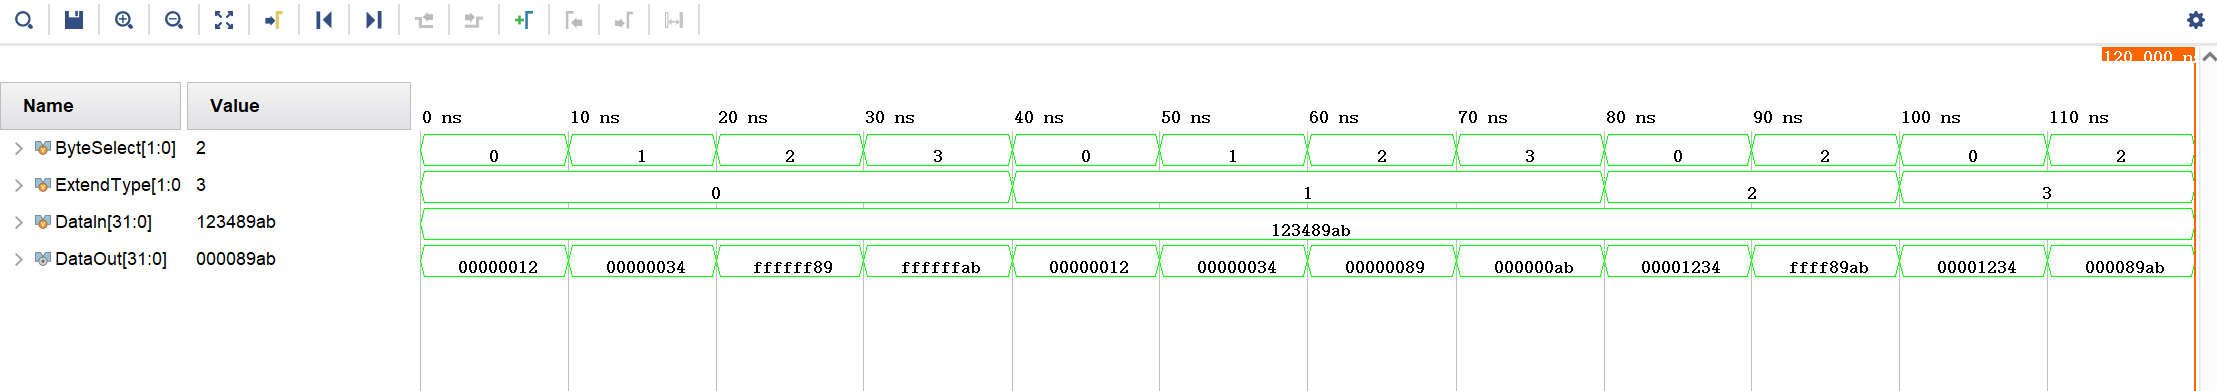 120.000 n
Name Value
0 ns 10 ns 20 ns 30 ns 40 ns 50 ns 60 ns 70 ns 80 ns 90 ns 100 ns 110 ns
ByteSelect[1:0] 2 0 1 2 3 0 1 2 3 0 2 0 2
ExtendType[1:0 3 0 1 2 3
DataIn[31:0] 123489ab 123489ab
DataOut[31:0] 000089ab 00000012 00000034 ffffff89 ffffffab 00000012 00000034 00000089 000000ab 00001234 ffff89ab 00001234 000089ab